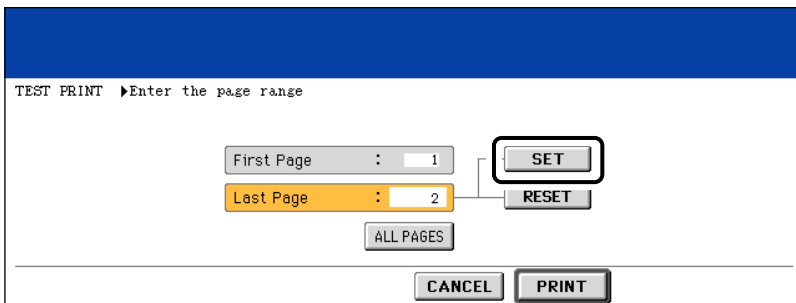 TEST PRINT ▶Enter the page range
First Page : 1 SET
Last Page : 2 RESET
ALL PAGES
CANCEL PRINT